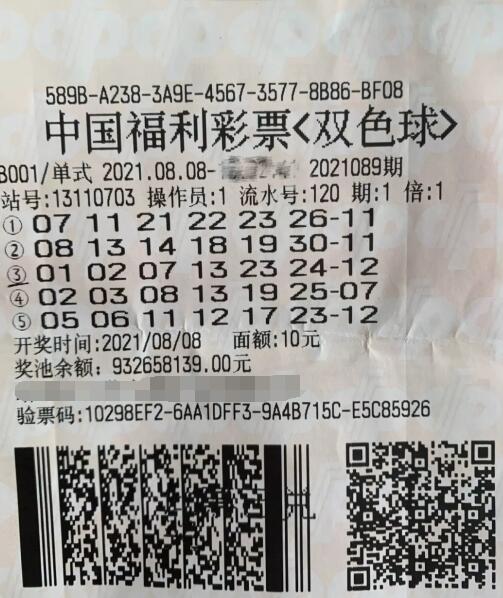 589B-A238-3A9E-4567-3577-8B86-BF08
中国福利彩票<双色球>
B001/单式 2021.08.08- 2021089期
站号:13110703 操作员:1 流水号:120 期:1 倍:1
① 07 11 21 22 23 26-11
② 08 13 14 18 19 30-11
③ 01 02 07 13 23 24-12
④ 02 03 08 13 19 25-07
⑤ 05 06 11 12 17 23-12
开奖时间:2021/08/08 面额:10元
奖池余额: 932658139.00元
验票码:10298EF2-6AA1DFF3-9A4B715C-E5C85926